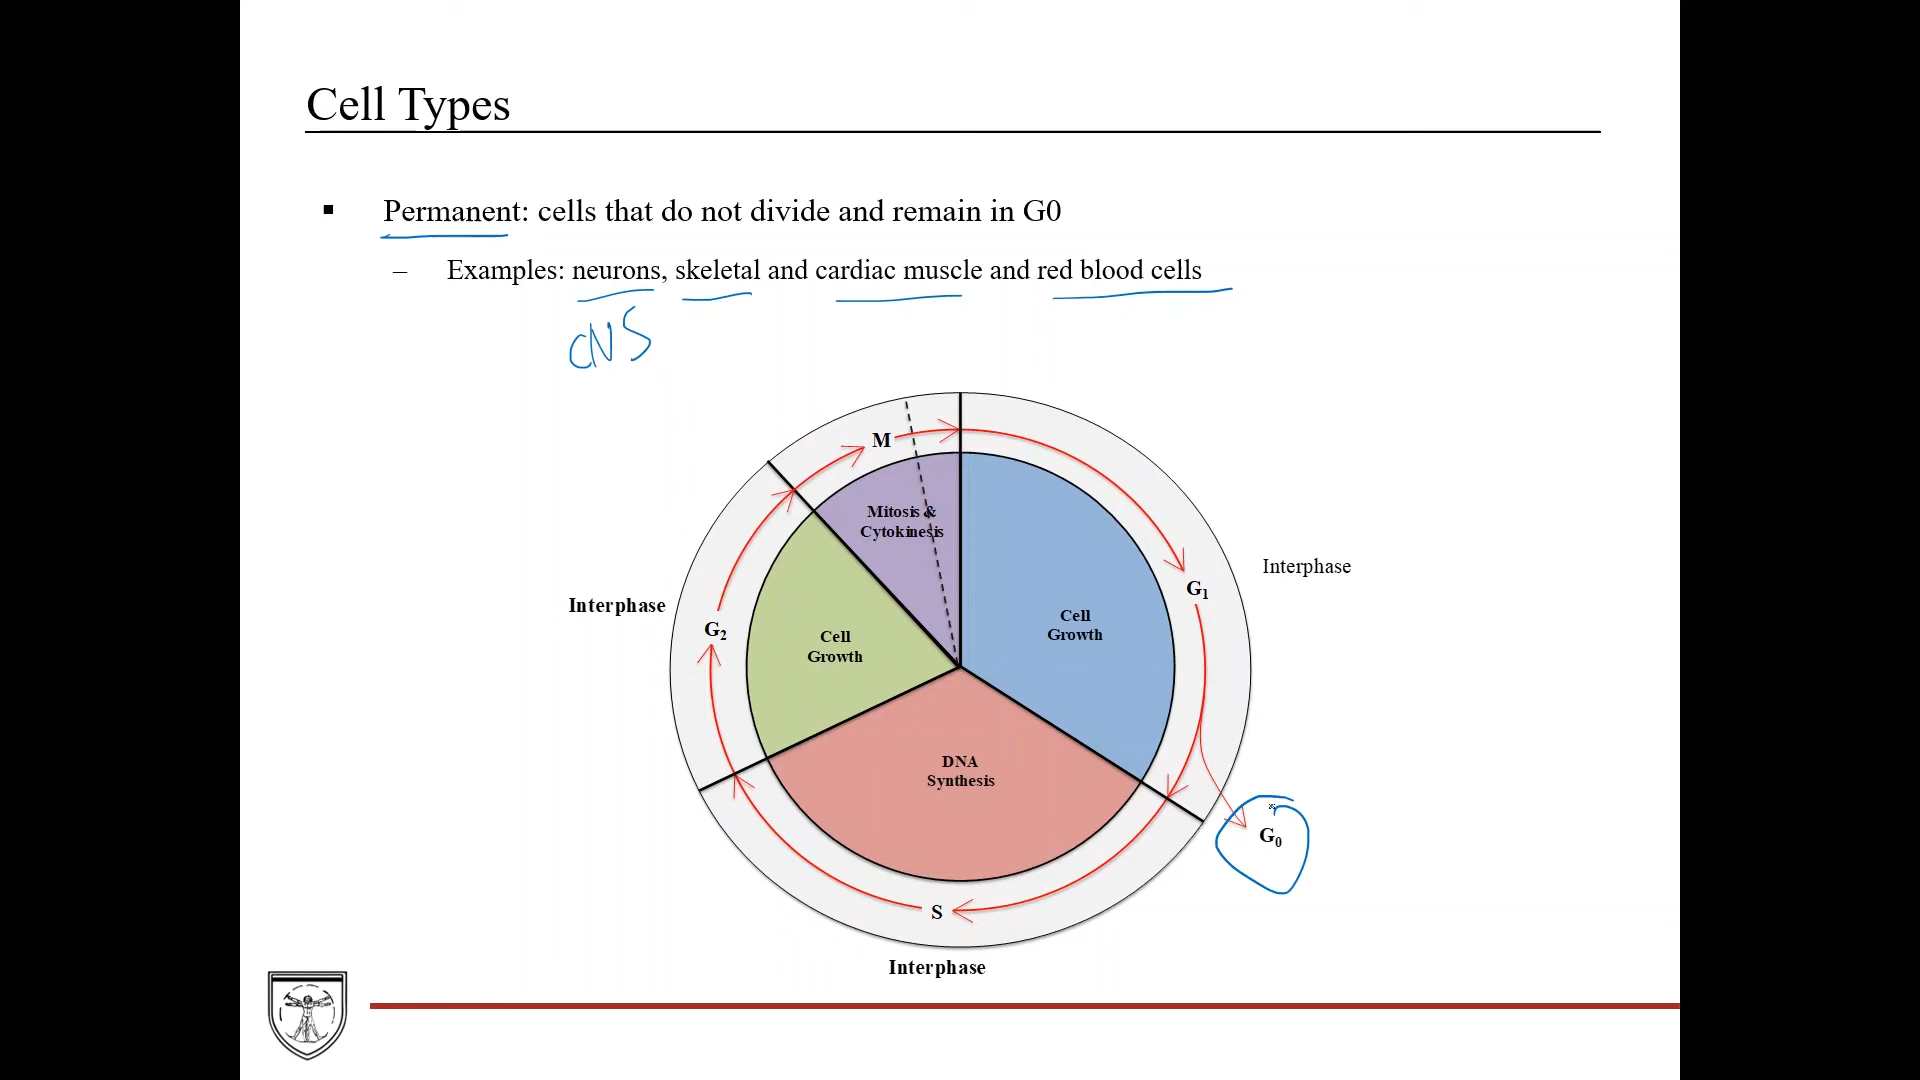 Cell Types
▪ Permanent: cells that do not divide and remain in G0
– Examples: neurons, skeletal and cardiac muscle and red blood cells
CNS
M
Mitosis &
Cytokinesis
G₁
Interphase
Cell
Growth
Interphase
G₂
Cell
Growth
DNA
Synthesis
G₀
S
Interphase